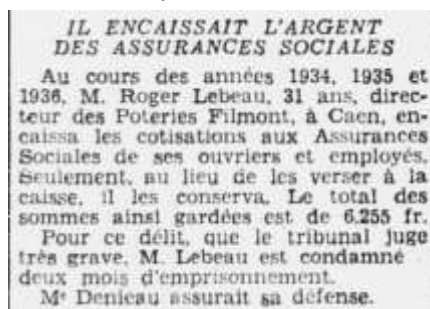 IL ENCAISSAIT L'ARGENT
DES ASSURANCES SOCIALES
Au cours des années 1934, 1935 et
1936, M. Roger Lebeau, 31 ans, direc-
teur des Poteries Filmont, à Caen, en-
caissa les cotisations aux Assurances
Sociales de ses ouvriers et employés.
Seulement, au lieu de les verser à la
caisse, il les conserva. Le total des
sommes ainsi gardées est de 6.255 fr.
Pour ce délit, que le tribunal juge
très grave, M. Lebeau est condamné
deux mois d'emprisonnement.
Mᵉ Denieau assurait sa défense.